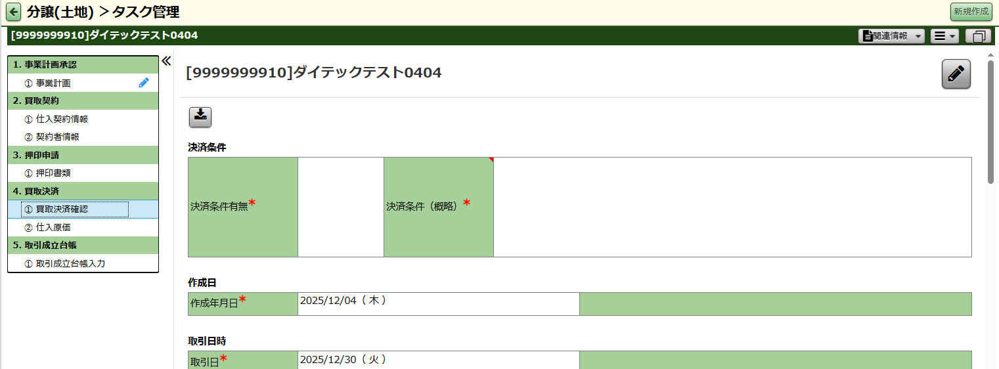 分譲(土地) ＞タスク管理
新規作成
[9999999910]ダイテックテスト0404
関連情報
1. 事業計画承認
① 事業計画
2. 買取契約
① 仕入契約情報
② 契約者情報
3. 押印申請
① 押印書類
4. 買取決済
① 買取決済確認
② 仕入原価
5. 取引成立台帳
① 取引成立台帳入力
[9999999910]ダイテックテスト0404
決済条件
決済条件有無* 決済条件（概略）*
作成日
作成年月日* 2025/12/04（ 木 ）
取引日時
取引日* 2025/12/30（ 火 ）